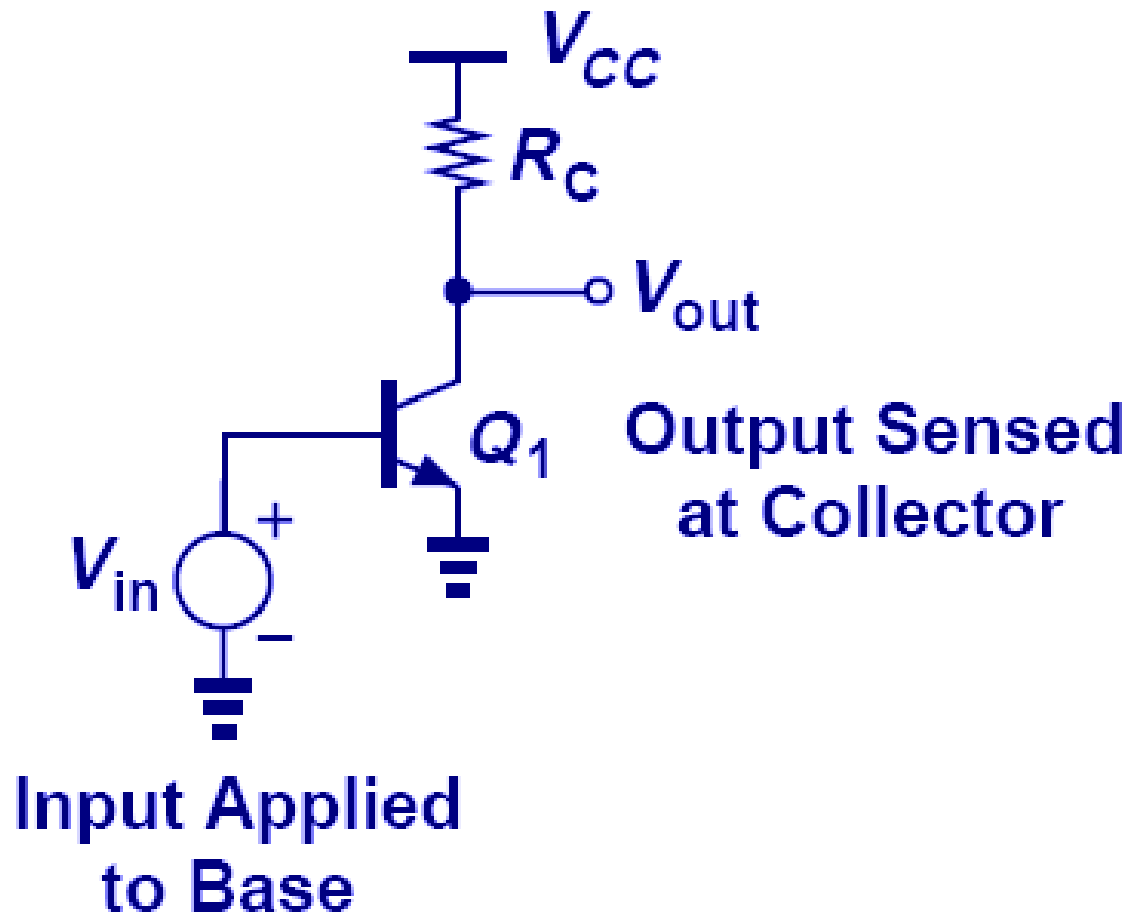 VCC
RC
Vout
Q1
Output Sensed
at Collector
+
Vin
−
Input Applied
to Base